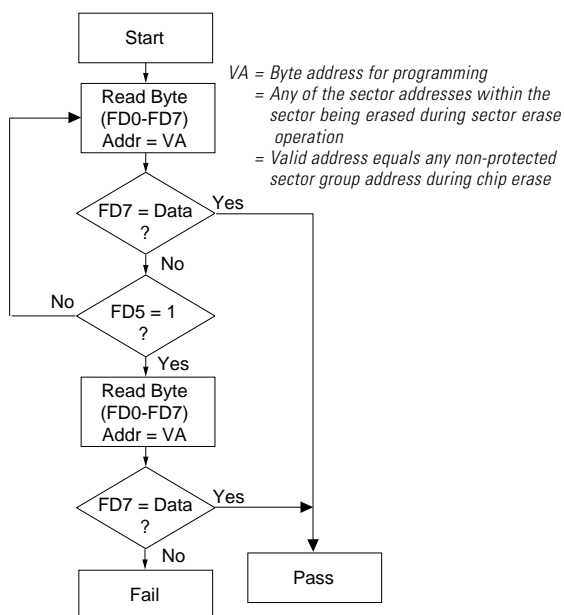 Start
VA = Byte address for programming
= Any of the sector addresses within the
sector being erased during sector erase
operation
= Valid address equals any non-protected
sector group address during chip erase
Read Byte
(FD0-FD7)
Addr = VA
FD7 = Data
?
Yes
No
No
FD5 = 1
?
Yes
Read Byte
(FD0-FD7)
Addr = VA
FD7 = Data
?
Yes
No
Fail
Pass